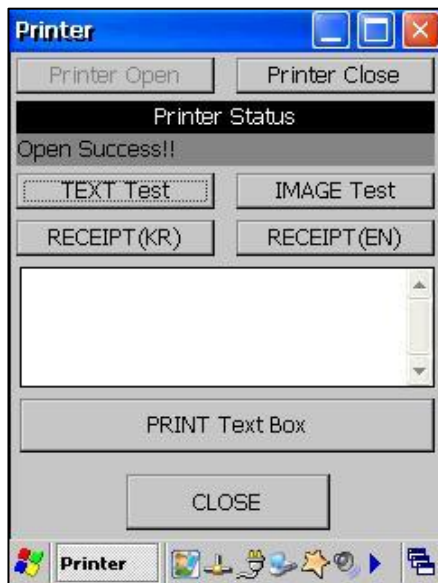 Printer
Printer Open Printer Close
Printer Status
Open Success!!
TEXT Test IMAGE Test
RECEIPT(KR) RECEIPT(EN)
PRINT Text Box
CLOSE
Printer